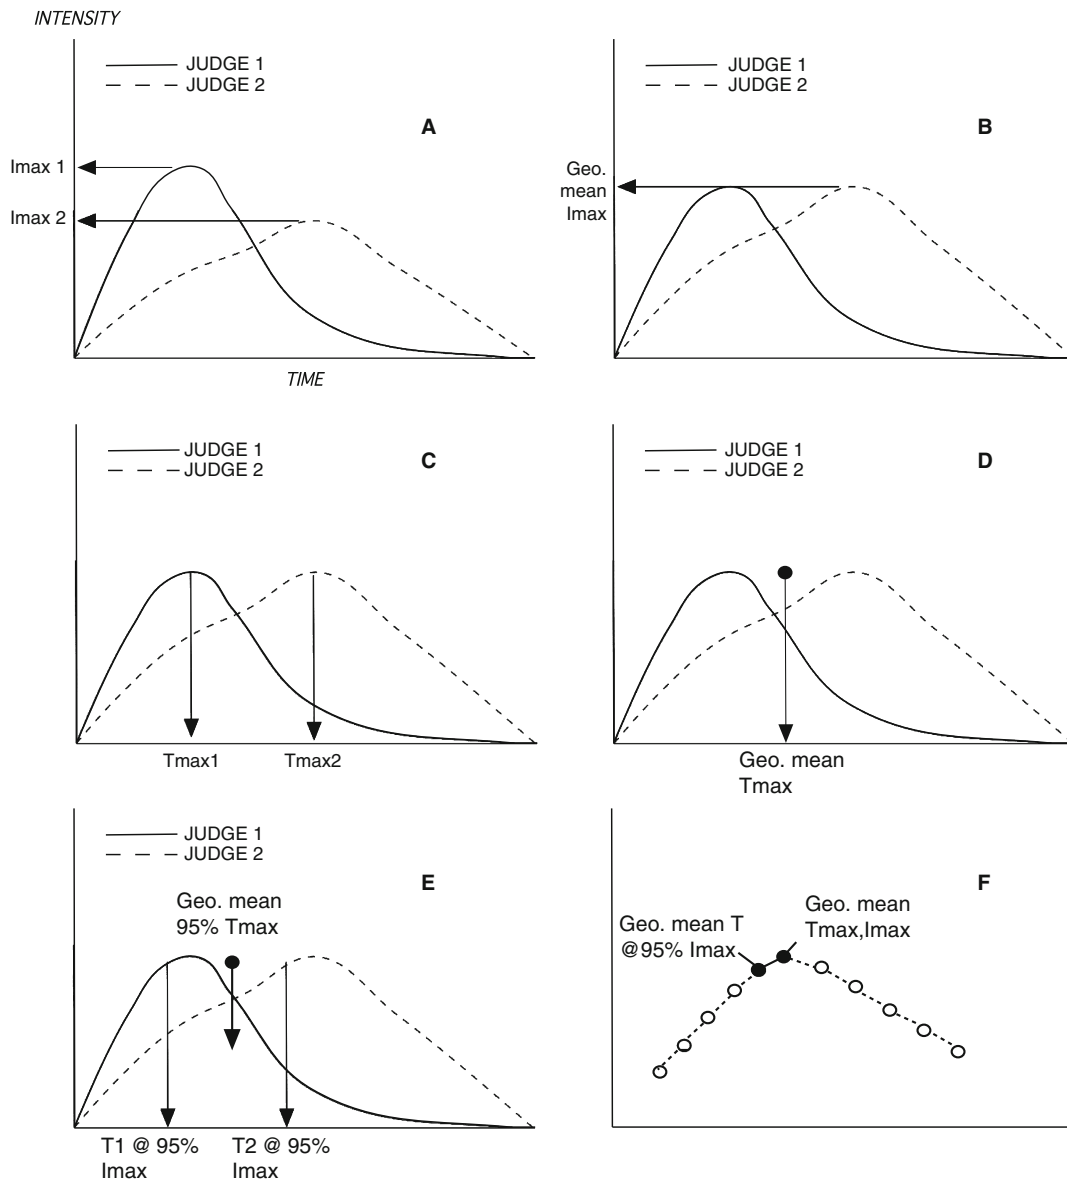 INTENSITY
JUDGE 1
JUDGE 2
A
Imax 1
Imax 2
TIME
JUDGE 1
JUDGE 2
B
Geo.
mean
Imax
JUDGE 1
JUDGE 2
C
Tmax1
Tmax2
JUDGE 1
JUDGE 2
D
Geo. mean
Tmax
JUDGE 1
JUDGE 2
E
Geo. mean
95% Tmax
T1 @ 95%
Imax
T2 @ 95%
Imax
F
Geo. mean T
@95% Imax
Geo. mean
Tmax,Imax